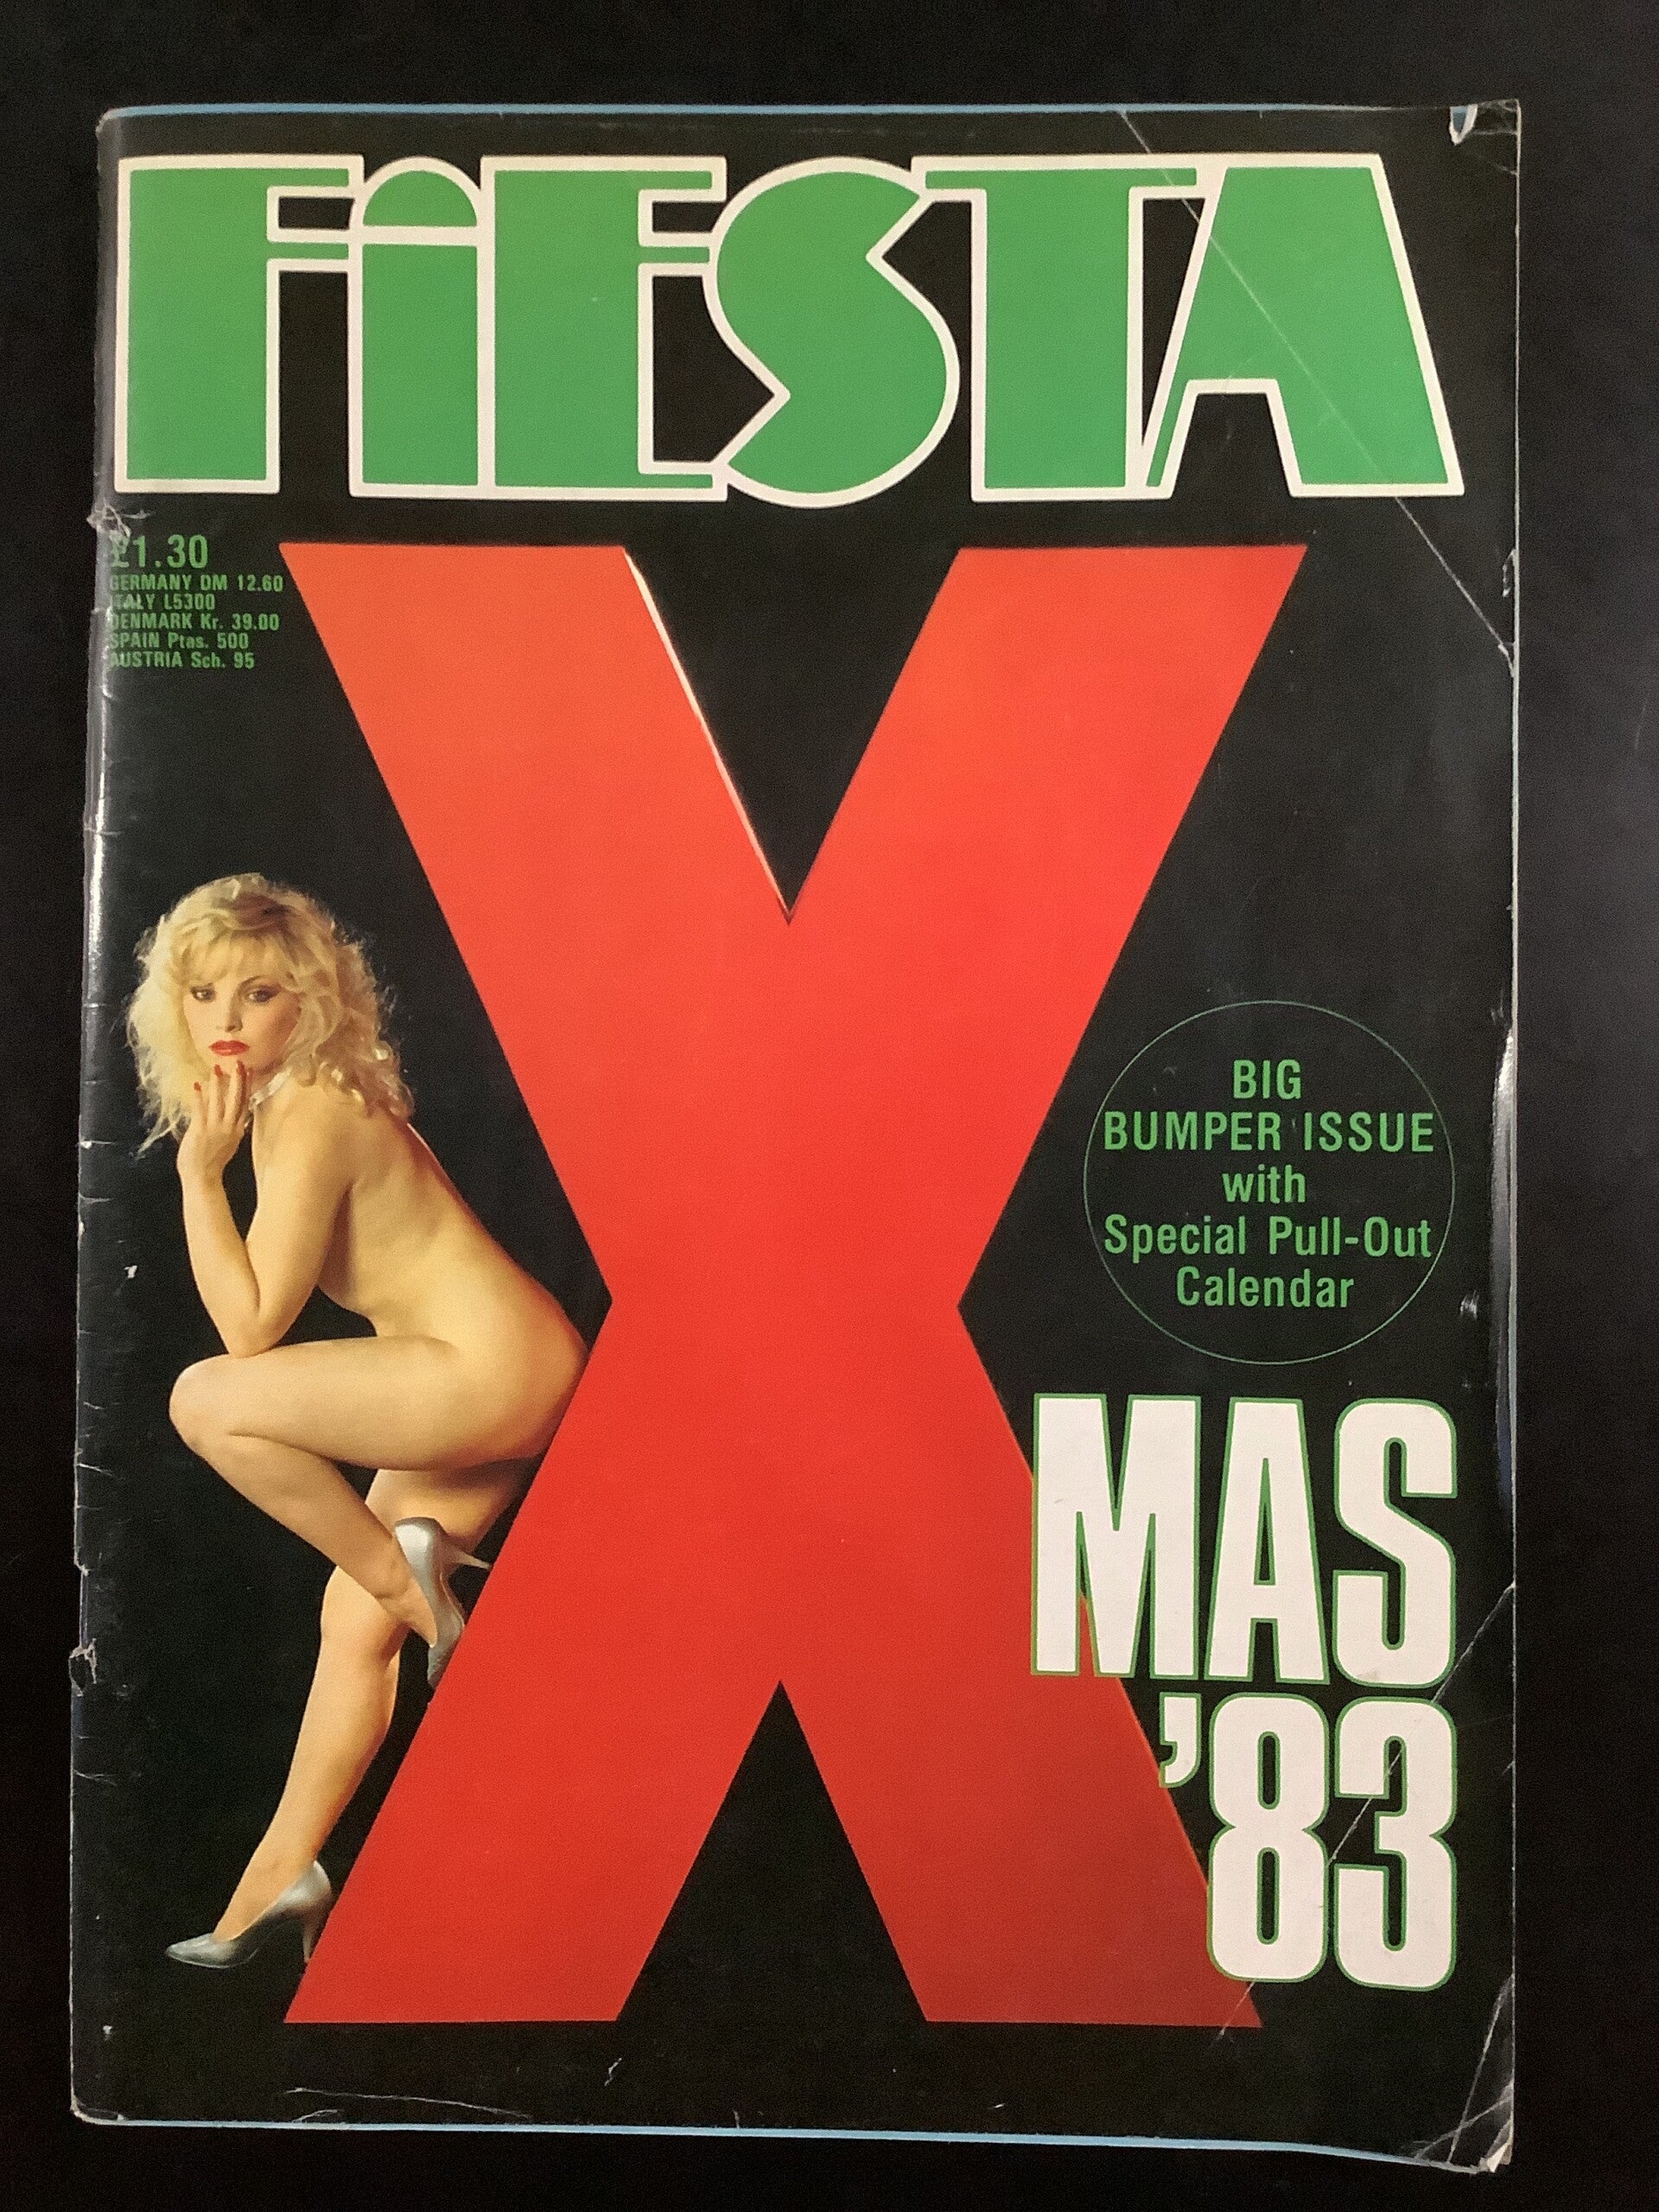 FiESTA
£1.30
GERMANY DM 12.60
ITALY L5300
DENMARK Kr. 39.00
SPAIN Ptas. 500
AUSTRIA Sch. 95
X
BIG
BUMPER ISSUE
with
Special Pull-Out
Calendar
MAS
'83